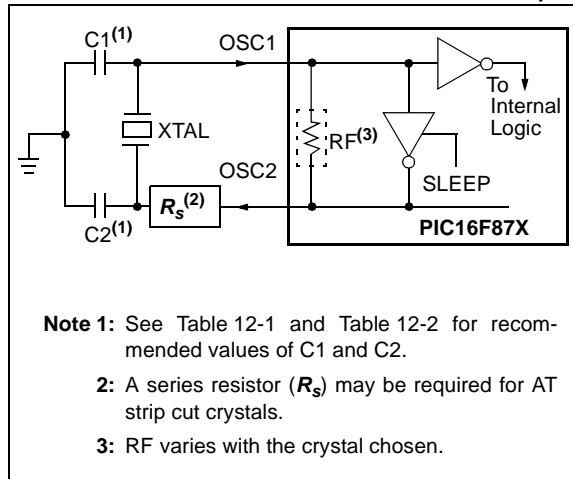 C1(1)
OSC1
To
Internal
Logic
XTAL
RF(3)
OSC2
SLEEP
Rs(2)
C2(1)
PIC16F87X
Note 1: See Table 12-1 and Table 12-2 for recom-
mended values of C1 and C2.
2: A series resistor (Rs) may be required for AT
strip cut crystals.
3: RF varies with the crystal chosen.